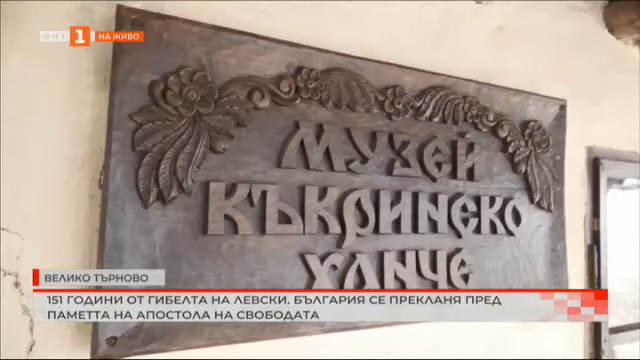 БНТ 1 НА ЖИВО
МУЗЕЙ
КЪКРИНСКО
ХАНЧЕ
ВЕЛИКО ТЪРНОВО
151 ГОДИНИ ОТ ГИБЕЛТА НА ЛЕВСКИ. БЪЛГАРИЯ СЕ ПРЕКЛАНЯ ПРЕД
ПАМЕТТА НА АПОСТОЛА НА СВОБОДАТА